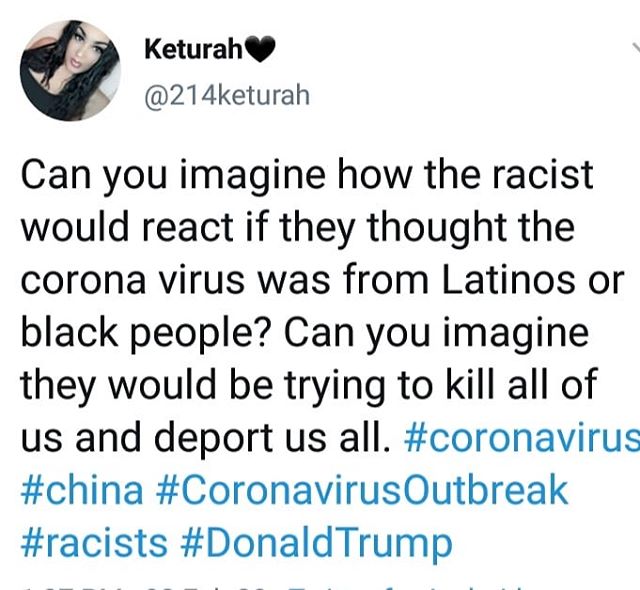 Keturah🖤
@214keturah
Can you imagine how the racist
would react if they thought the
corona virus was from Latinos or
black people? Can you imagine
they would be trying to kill all of
us and deport us all. #coronavirus
#china #CoronavirusOutbreak
#racists #DonaldTrump